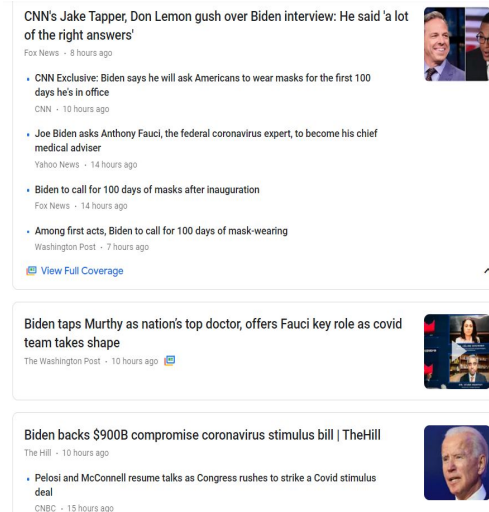 CNN's Jake Tapper, Don Lemon gush over Biden interview: He said 'a lot
of the right answers'
Fox News • 8 hours ago
• CNN Exclusive: Biden says he will ask Americans to wear masks for the first 100
days he's in office
CNN • 10 hours ago
• Joe Biden asks Anthony Fauci, the federal coronavirus expert, to become his chief
medical adviser
Yahoo News • 14 hours ago
• Biden to call for 100 days of masks after inauguration
Fox News • 14 hours ago
• Among first acts, Biden to call for 100 days of mask-wearing
Washington Post • 7 hours ago
View Full Coverage
Biden taps Murthy as nation's top doctor, offers Fauci key role as covid
team takes shape
The Washington Post • 10 hours ago
Biden backs $900B compromise coronavirus stimulus bill | TheHill
The Hill • 10 hours ago
• Pelosi and McConnell resume talks as Congress rushes to strike a Covid stimulus
deal
CNBC • 15 hours ago